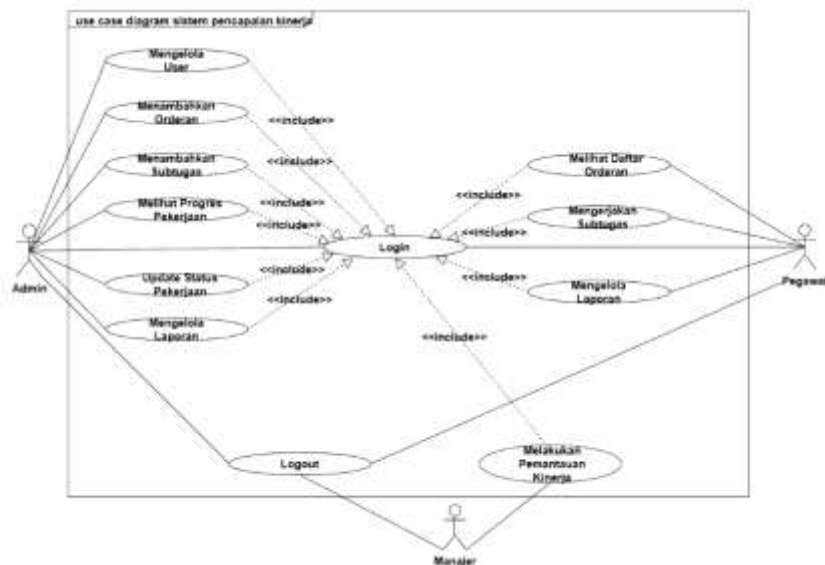 use case diagram sistem pencapaian kinerja
Mengelola
User
Menambahkan
Orderan
<<include>>
<<include>>
Menambahkan
Subtugas
<<include>>
Melihat Daftar
Orderan
<<include>>
Melihat Progres
Pekerjaan
<<include>>
Mengerjakan
Subtugas
<<include>>
Login
Admin
Pegawai
Update Status
Pekerjaan
<<include>>
<<include>>
Mengelola
Laporan
Mengelola
Laporan
<<include>>
<<include>>
Logout
Melakukan
Pemantauan
Kinerja
Manajer